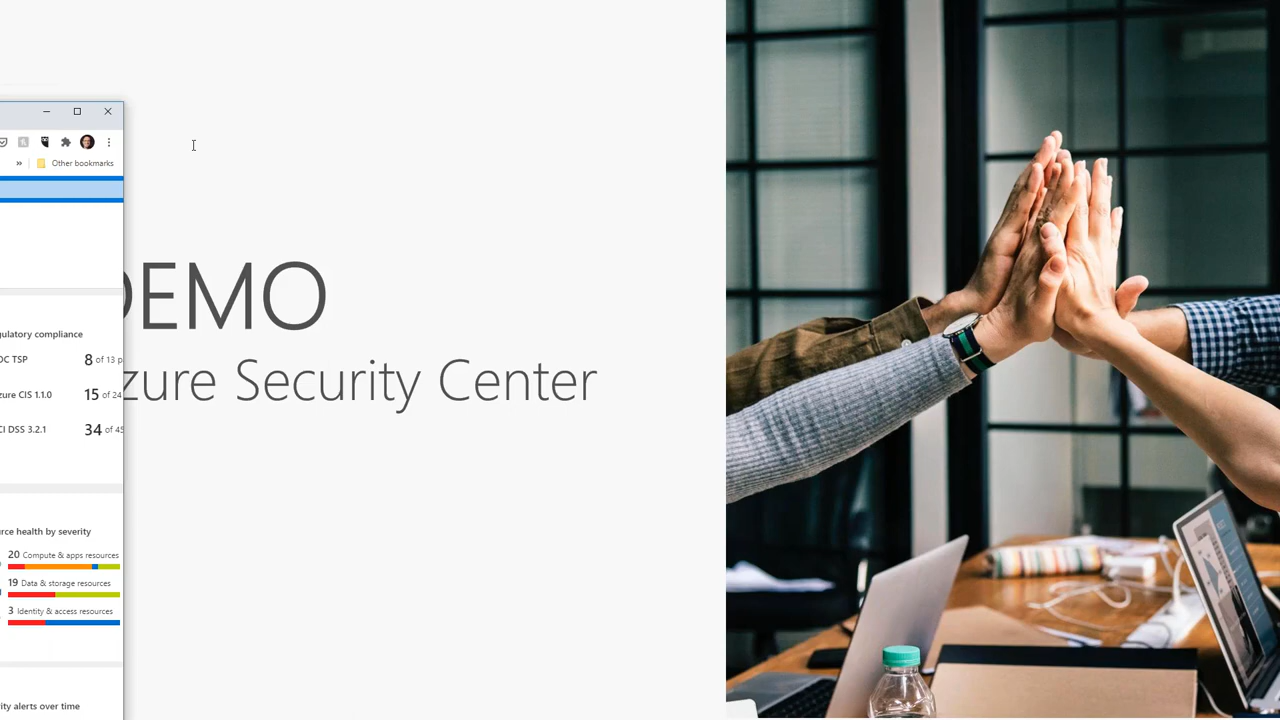 Other bookmarks
DEMO
zure Security Center
gulatory compliance
OC TSP 8 of 13 p
zure CIS 1.1.0 15 of 24
CI DSS 3.2.1 34 of 45
rce health by severity
20 Compute & apps resources
19 Data & storage resources
3 Identity & access resources
ity alerts over time